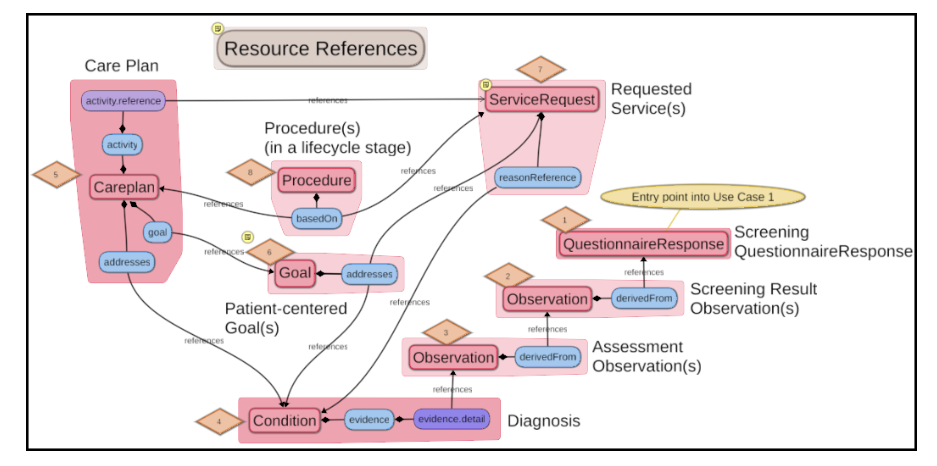 Resource References
Care Plan
7
activity.reference
references
ServiceRequest
Requested
Service(s)
Procedure(s)
(in a lifecycle stage)
activity
5
8
Careplan
Procedure
references
reasonReference
references
basedOn
Entry point into Use Case 1
1
goal
QuestionnaireResponse
Screening
QuestionnaireResponse
addresses
references
6
Goal
addresses
references
2
Observation
derivedFrom
Screening Result
Observation(s)
Patient-centered
Goal(s)
references
references
3
references
references
Observation
derivedFrom
Assessment
Observation(s)
references
4
Condition
evidence
evidence.detail
Diagnosis